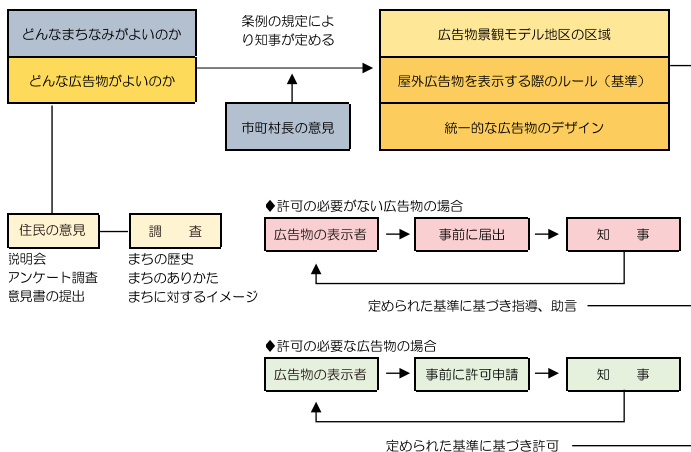 どんなまちなみがよいのか
どんな広告物がよいのか
条例の規定によ
り知事が定める
市町村長の意見
広告物景観モデル地区の区域
屋外広告物を表示する際のルール（基準）
統一的な広告物のデザイン
住民の意見
説明会
アンケート調査
意見書の提出
調　　査
まちの歴史
まちのありかた
まちに対するイメージ
◆許可の必要がない広告物の場合
広告物の表示者
事前に届出
知　　事
定められた基準に基づき指導、助言
◆許可の必要な広告物の場合
広告物の表示者
事前に許可申請
知　　事
定められた基準に基づき許可